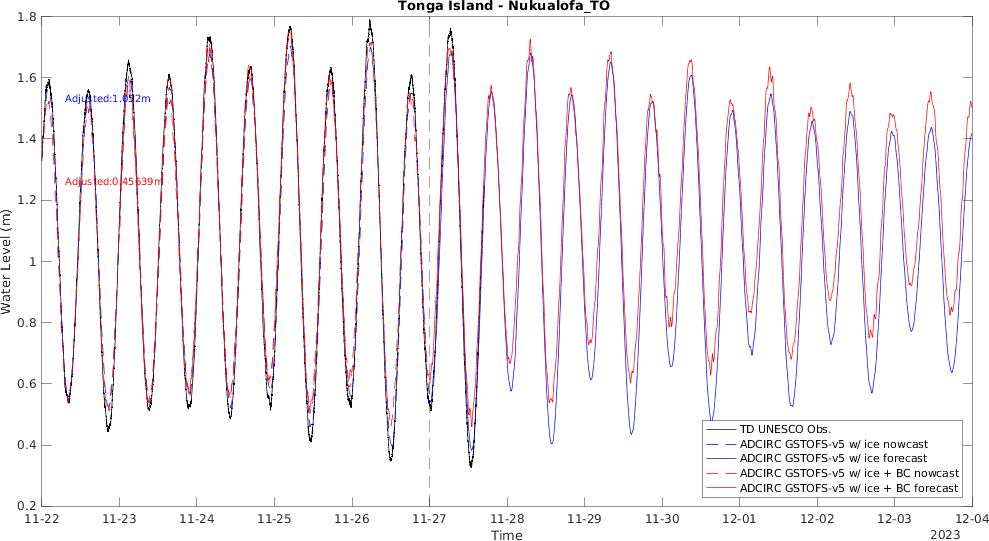 Tonga Island - Nukualofa_TO
1.8
1.6
1.4
1.2
1
0.8
0.6
0.4
0.2
Water Level (m)
Adjusted:1.052m
Adjusted:0.45639m
TD UNESCO Obs.
ADCIRC GSTOFS-v5 w/ ice nowcast
ADCIRC GSTOFS-v5 w/ ice forecast
ADCIRC GSTOFS-v5 w/ ice + BC nowcast
ADCIRC GSTOFS-v5 w/ ice + BC forecast
11-22 11-23 11-24 11-25 11-26 11-27 11-28 11-29 11-30 12-01 12-02 12-03 12-04
Time
2023